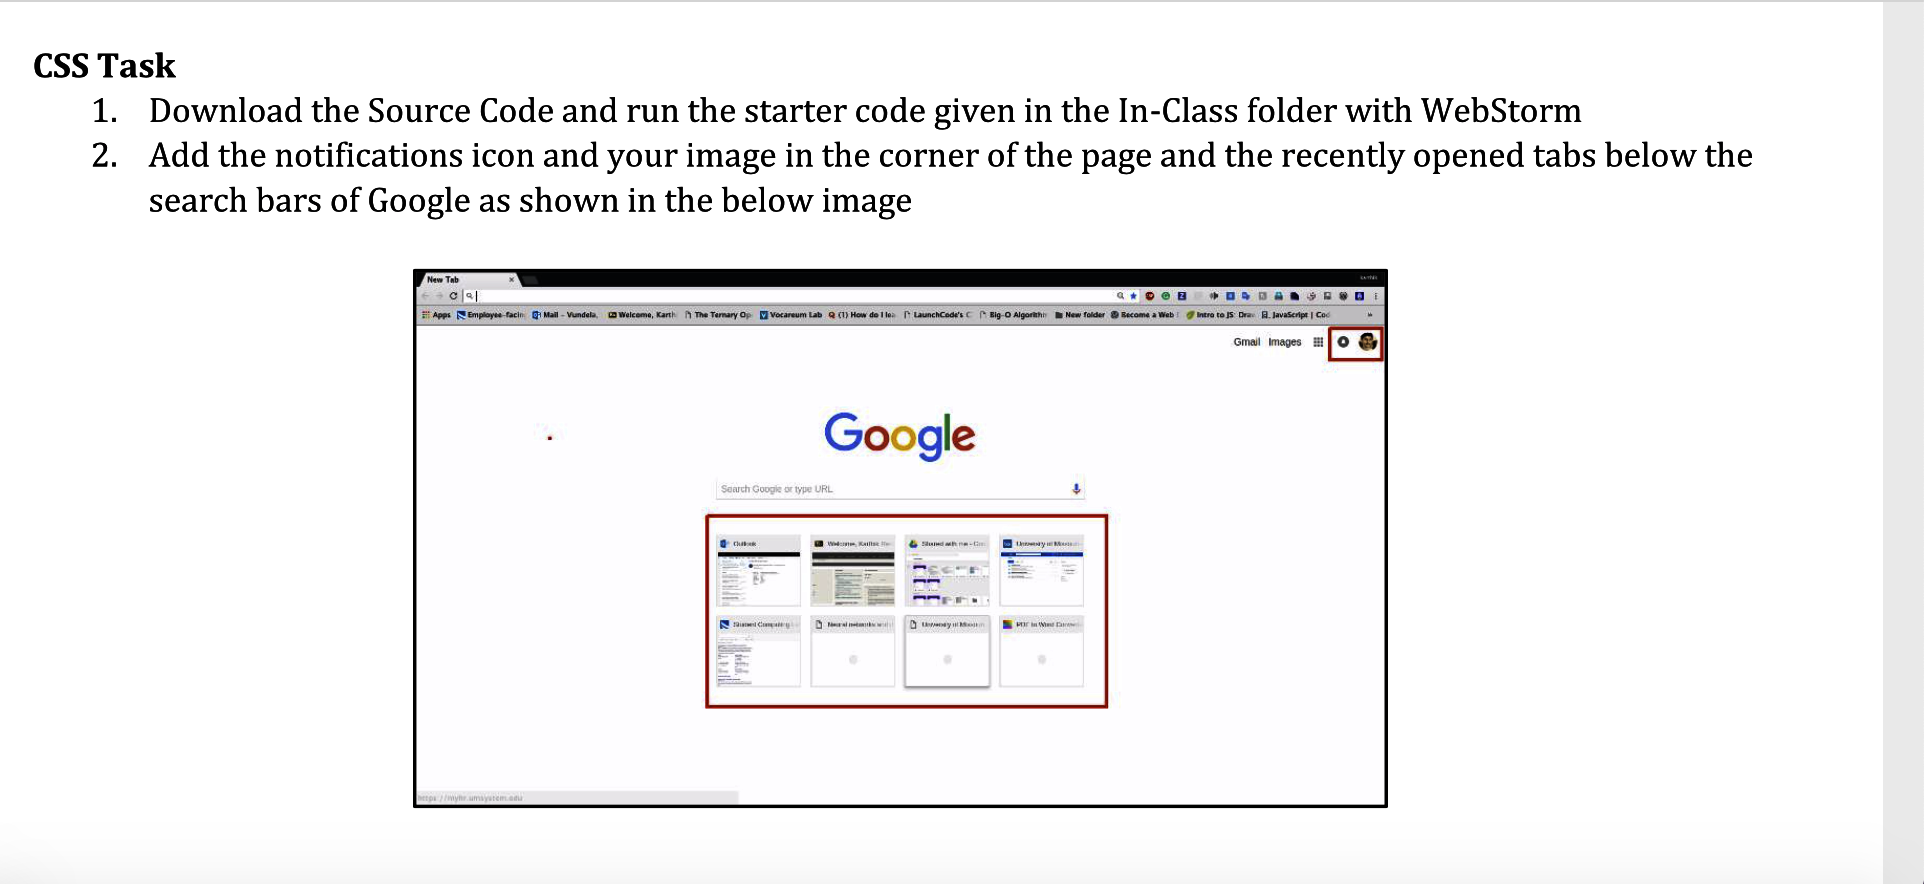 CSS Task
1. Download the Source Code and run the starter code given in the In-Class folder with WebStorm
2. Add the notifications icon and your image in the corner of the page and the recently opened tabs below the
search bars of Google as shown in the below image
New Tab
Apps Employee-facin Mail - Vundela, Welcome, Karth The Ternary Op Vocareum Lab (1) How do I lea LaunchCode's C Big-O Algorithm New folder Become a Web Intro to JS: Dra JavaScript | Cod
Gmail Images
Google
Search Google or type URL
Outlook Welcome, Karthic Shared with me - Goo University of Missouri
Student Computing Neural networks and University of Missouri PDF to Word Conver
https://myhr.umsystem.edu